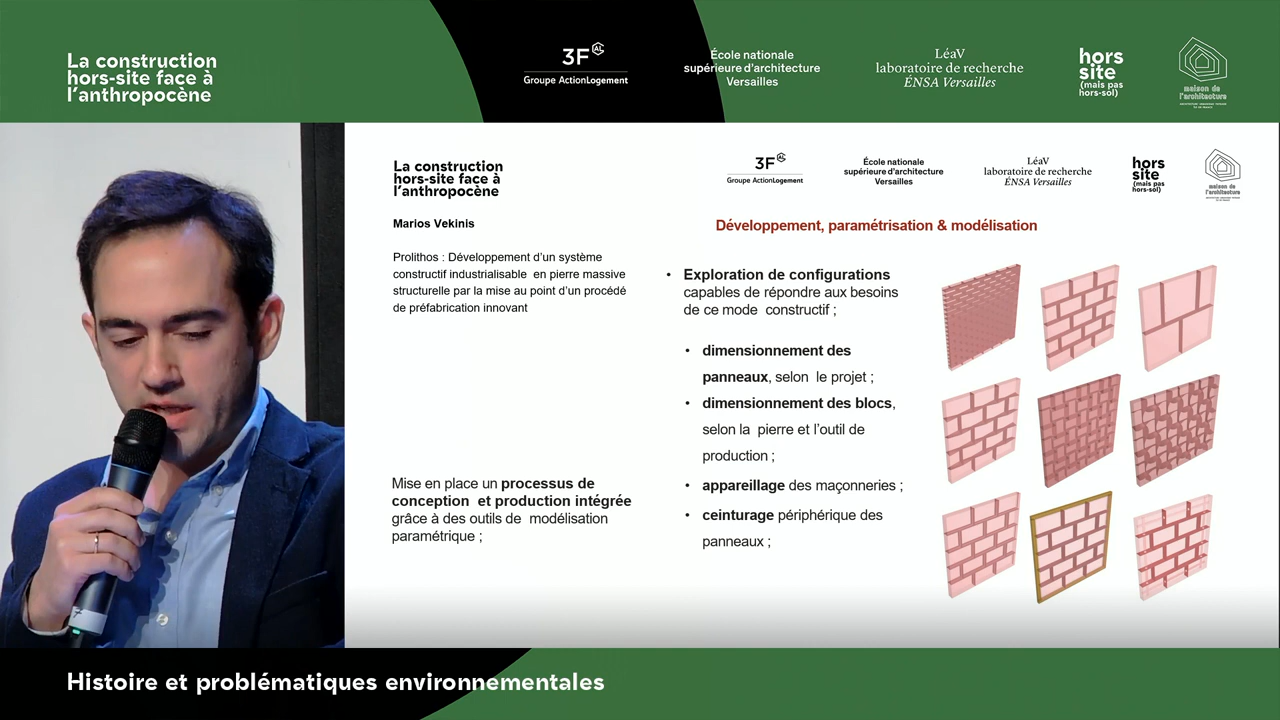 La construction
hors-site face à
l'anthropocène
3F AL
Groupe ActionLogement
École nationale
supérieure d'architecture
Versailles
LéaV
laboratoire de recherche
ÉNSA Versailles
hors
site
(mais pas
hors-sol)
maison de
l'architecture
La construction
hors-site face à
l'anthropocène
3F AL
Groupe ActionLogement
École nationale
supérieure d'architecture
Versailles
LéaV
laboratoire de recherche
ÉNSA Versailles
hors
site
(mais pas
hors-sol)
maison de
l'architecture
Marios Vekinis
Prolithos : Développement d'un système
constructif industrialisable en pierre massive
structurelle par la mise au point d'un procédé
de préfabrication innovant
Mise en place un processus de
conception et production intégrée
grâce à des outils de modélisation
paramétrique ;
Développement, paramétrisation & modélisation
• Exploration de configurations
capables de répondre aux besoins
de ce mode constructif ;
• dimensionnement des
panneaux, selon le projet ;
• dimensionnement des blocs,
selon la pierre et l'outil de
production ;
• appareillage des maçonneries ;
• ceinturage périphérique des
panneaux ;
Histoire et problématiques environnementales